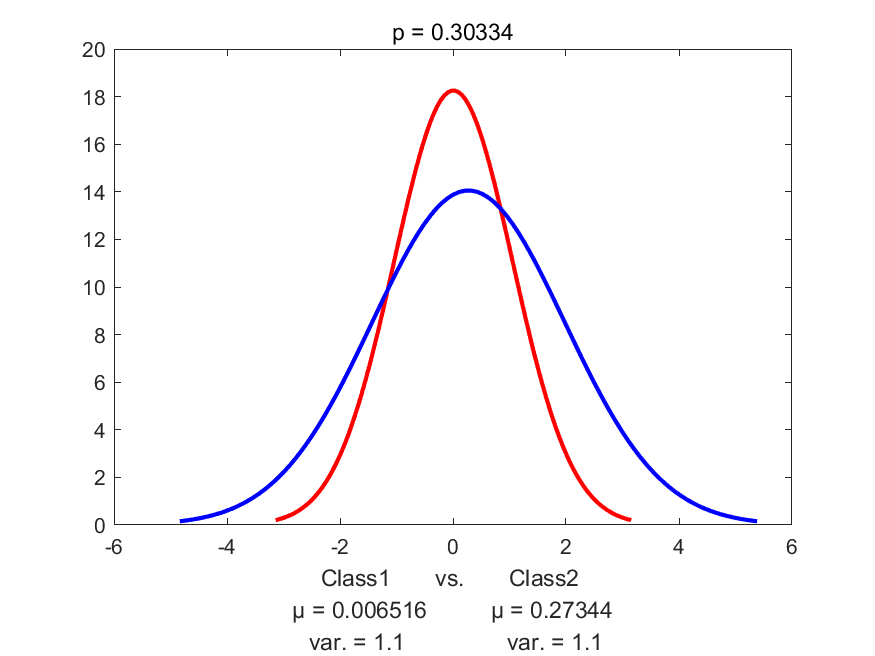 p = 0.30334
20
18
16
14
12
10
8
6
4
2
0
-6 -4 -2 0 2 4 6
Class1 vs. Class2
μ = 0.006516 μ = 0.27344
var. = 1.1 var. = 1.1